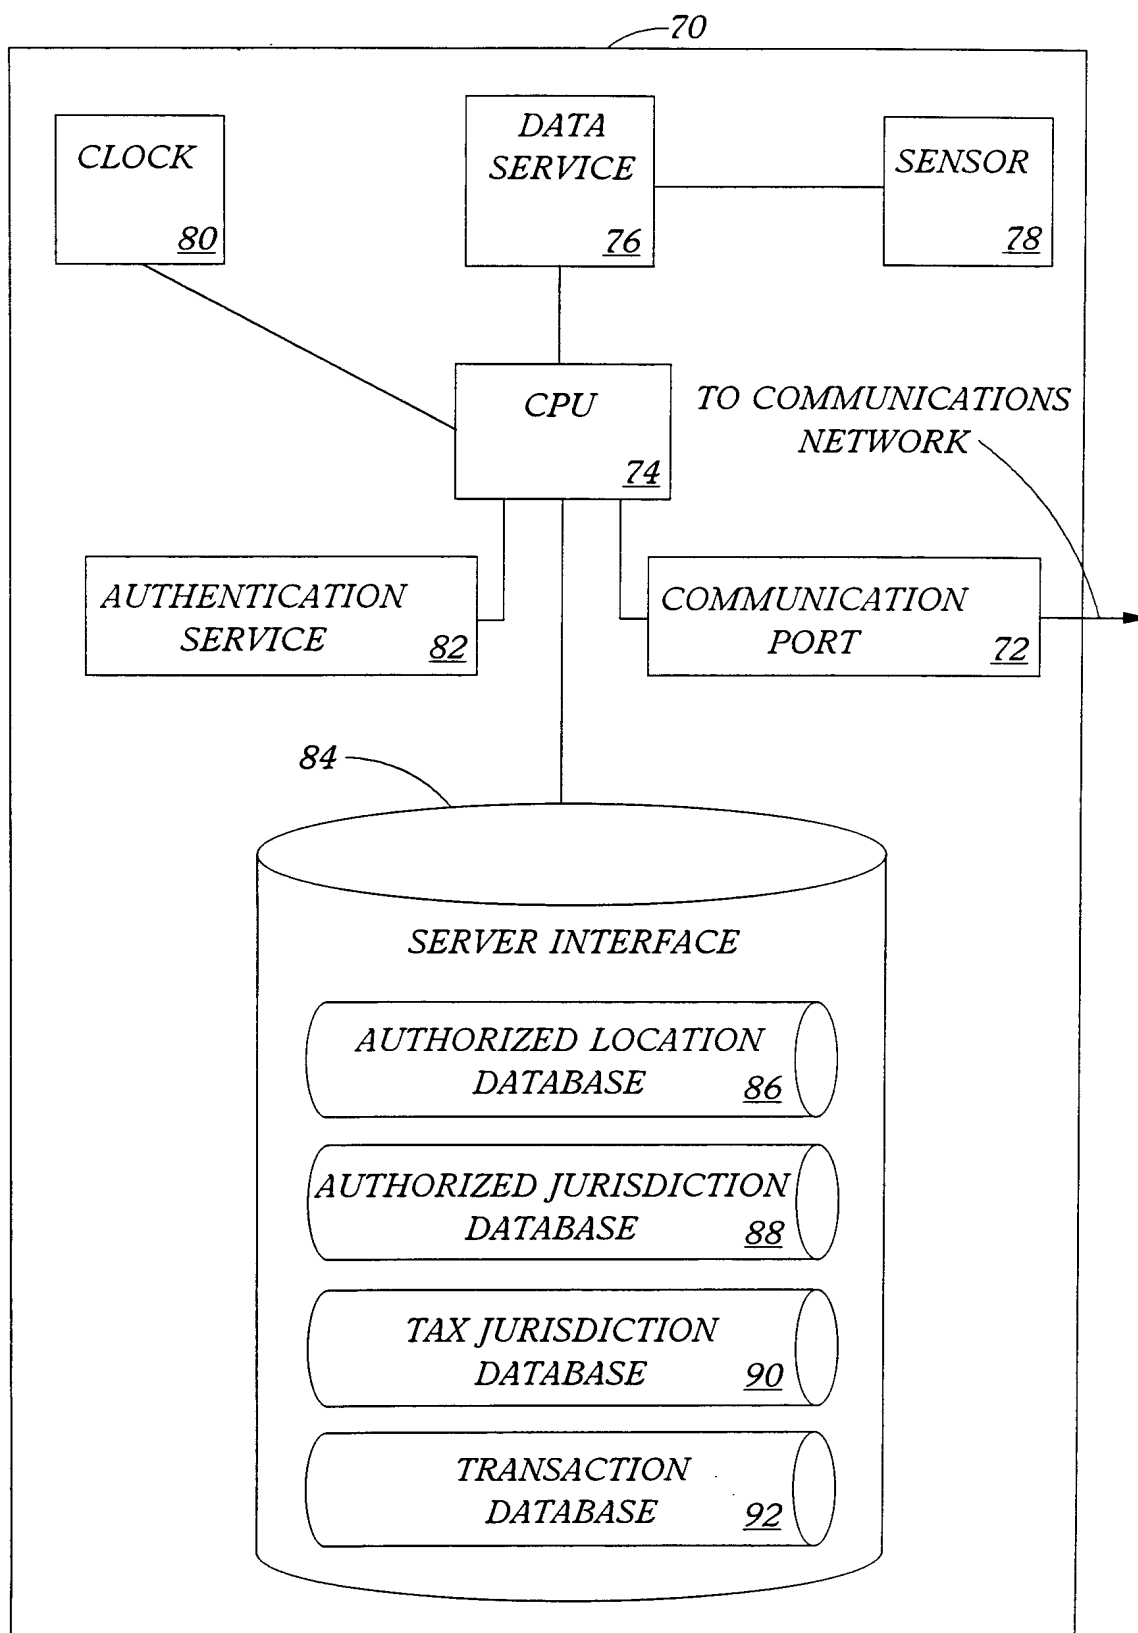 70
CLOCK
80
DATA
SERVICE
76
SENSOR
78
CPU
74
TO COMMUNICATIONS
NETWORK
AUTHENTICATION
SERVICE
82
COMMUNICATION
PORT
72
84
SERVER INTERFACE
AUTHORIZED LOCATION
DATABASE
86
AUTHORIZED JURISDICTION
DATABASE
88
TAX JURISDICTION
DATABASE
90
TRANSACTION
DATABASE
92